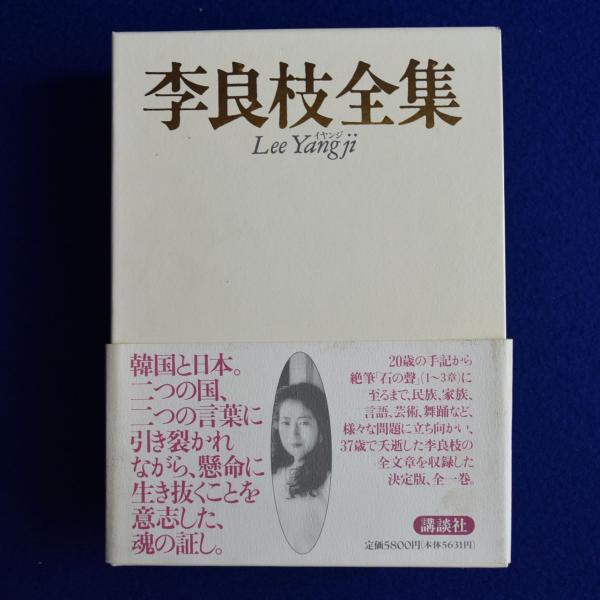 李良枝全集
イヤンジ
Lee Yangji
韓国と日本。
二つの国、
二つの言葉に
引き裂かれ
ながら、懸命に
生き抜くことを
意志した、
魂の証し。
20歳の手記から
絶筆「石の聲」(1〜3章)に
至るまで、民族、家族、
言語、芸術、舞踊など、
様々な問題に立ち向かい、
37歳で夭逝した李良枝の
全文章を収録した
決定版、全一巻。
講談社
定価5800円(本体5631円)